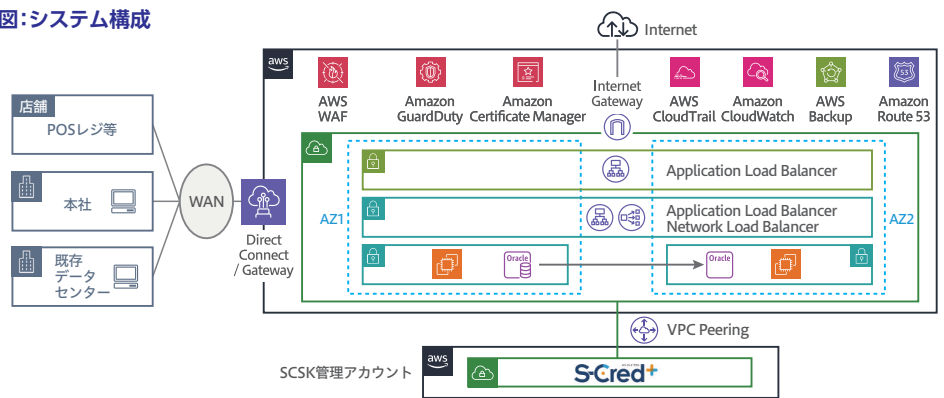 図:システム構成
Internet
aws
AWS
WAF
Amazon
GuardDuty
Amazon
Certificate Manager
Internet
Gateway
AWS
CloudTrail
Amazon
CloudWatch
AWS
Backup
53
Amazon
Route 53
店舗
POSレジ等
本社
既存
データ
センター
WAN
Direct
Connect
/ Gateway
AZ1
AZ2
Application Load Balancer
Application Load Balancer
Network Load Balancer
Oracle
Oracle
VPC Peering
SCSK管理アカウント
aws
S-Cred+